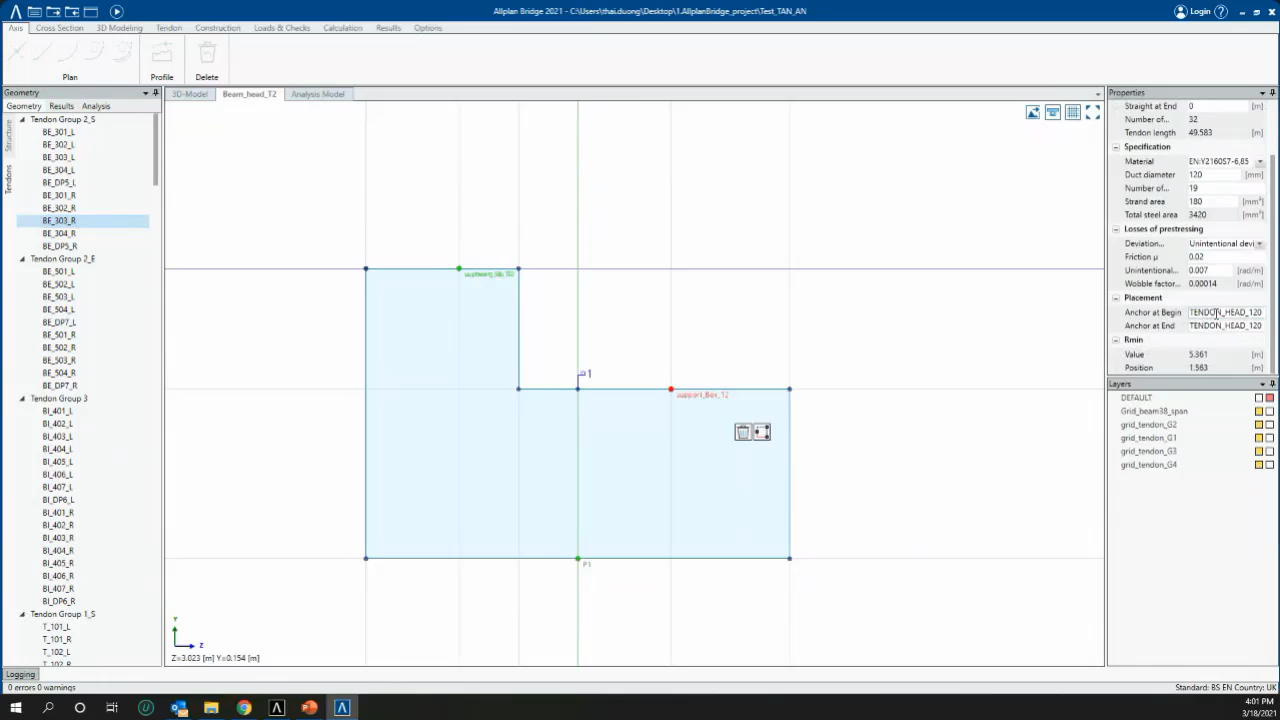 Allplan Bridge 2021 - C:\Users\thai.duong\Desktop\1.AllplanBridge_project\Test_TAN_AN
Login
Axis Cross Section 3D Modeling Tendon Construction Loads & Checks Calculation Results Options
Plan Profile Delete
Geometry
Geometry Results Analysis
Structure
Tendons
Tendon Group 2_S
BE_301_L
BE_302_L
BE_303_L
BE_304_L
BE_DP5_L
BE_301_R
BE_302_R
BE_303_R
BE_304_R
BE_DP5_R
Tendon Group 2_E
BE_501_L
BE_502_L
BE_503_L
BE_504_L
BE_DP7_L
BE_501_R
BE_502_R
BE_503_R
BE_504_R
BE_DP7_R
Tendon Group 3
BI_401_L
BI_402_L
BI_403_L
BI_404_L
BI_405_L
BI_406_L
BI_407_L
BI_DP6_L
BI_401_R
BI_402_R
BI_403_R
BI_404_R
BI_405_R
BI_406_R
BI_407_R
BI_DP6_R
Tendon Group 1_S
T_101_L
T_101_R
T_102_L
T_102_R
3D-Model Beam_head_T2 Analysis Model
1
support_Box_T2
P1
Y
Z
Z=3.023 [m] Y=0.154 [m]
Properties
Straight at End 0 [m]
Number of... 32
Tendon length 49.583 [m]
Specification
Material EN:Y2160S7-6,85
Duct diameter 120 [mm]
Number of... 19
Strand area 180 [mm²]
Total steel area 3420 [mm²]
Losses of prestressing
Deviation... Unintentional devi
Friction µ 0.02
Unintentional... 0.007 [rad/m]
Wobble factor... 0.00014 [rad/m]
Placement
Anchor at Begin TENDON_HEAD_120
Anchor at End TENDON_HEAD_120
Rmin
Value 5.361 [m]
Position 1.563 [m]
Layers
DEFAULT
Grid_beam38_span
grid_tendon_G2
grid_tendon_G1
grid_tendon_G3
grid_tendon_G4
Logging
0 errors 0 warnings
Standard: BS EN Country: UK
4:01 PM
3/18/2021